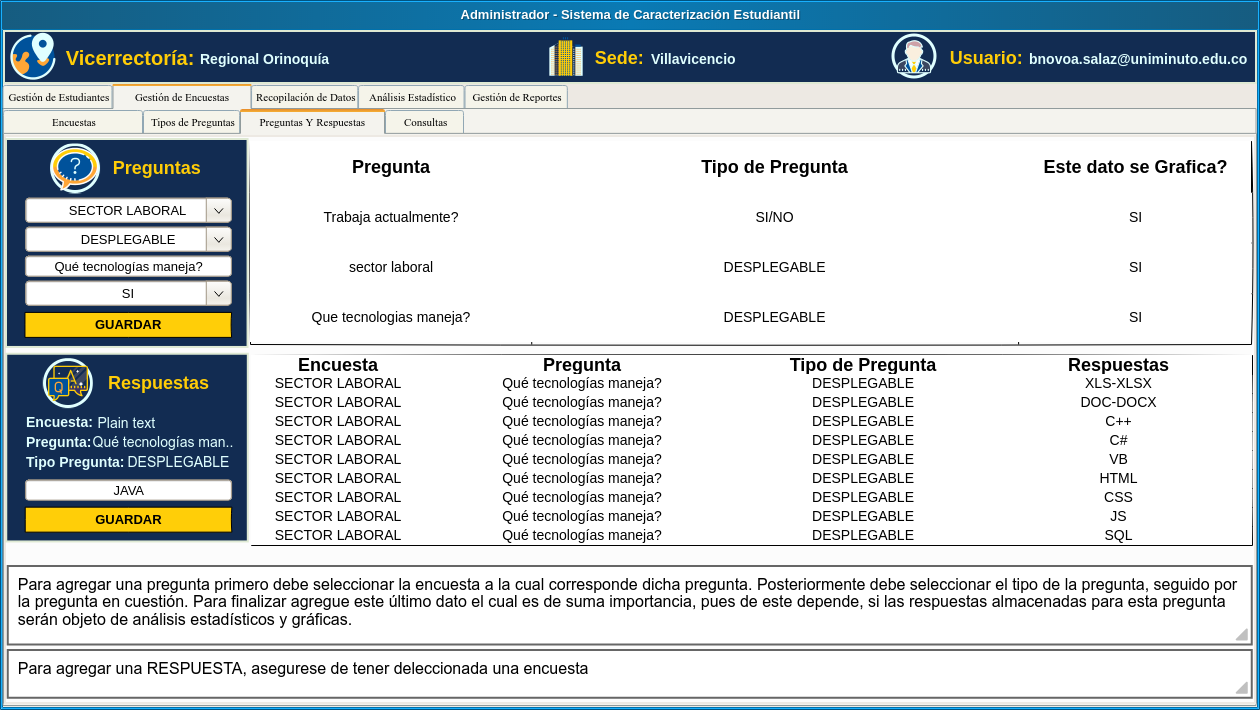 Administrador - Sistema de Caracterización Estudiantil
Vicerrectoría: Regional Orinoquía Sede: Villavicencio Usuario: bnovoa.salaz@uniminuto.edu.co
Gestión de Estudiantes Gestión de Encuestas Recopilación de Datos Análisis Estadístico Gestión de Reportes
Encuestas Tipos de Preguntas Preguntas Y Respuestas Consultas
? Preguntas
SECTOR LABORAL
DESPLEGABLE
Qué tecnologías maneja?
SI
GUARDAR
Pregunta Tipo de Pregunta Este dato se Grafica?
Trabaja actualmente? SI/NO SI
sector laboral DESPLEGABLE SI
Que tecnologias maneja? DESPLEGABLE SI
Q Respuestas
Encuesta: Plain text
Pregunta: Qué tecnologías man..
Tipo Pregunta: DESPLEGABLE
JAVA
GUARDAR
Encuesta Pregunta Tipo de Pregunta Respuestas
SECTOR LABORAL Qué tecnologías maneja? DESPLEGABLE XLS-XLSX
SECTOR LABORAL Qué tecnologías maneja? DESPLEGABLE DOC-DOCX
SECTOR LABORAL Qué tecnologías maneja? DESPLEGABLE C++
SECTOR LABORAL Qué tecnologías maneja? DESPLEGABLE C#
SECTOR LABORAL Qué tecnologías maneja? DESPLEGABLE VB
SECTOR LABORAL Qué tecnologías maneja? DESPLEGABLE HTML
SECTOR LABORAL Qué tecnologías maneja? DESPLEGABLE CSS
SECTOR LABORAL Qué tecnologías maneja? DESPLEGABLE JS
SECTOR LABORAL Qué tecnologías maneja? DESPLEGABLE SQL
Para agregar una pregunta primero debe seleccionar la encuesta a la cual corresponde dicha pregunta. Posteriormente debe seleccionar el tipo de la pregunta, seguido por
la pregunta en cuestión. Para finalizar agregue este último dato el cual es de suma importancia, pues de este depende, si las respuestas almacenadas para esta pregunta
serán objeto de análisis estadísticos y gráficas.
Para agregar una RESPUESTA, asegurese de tener deleccionada una encuesta